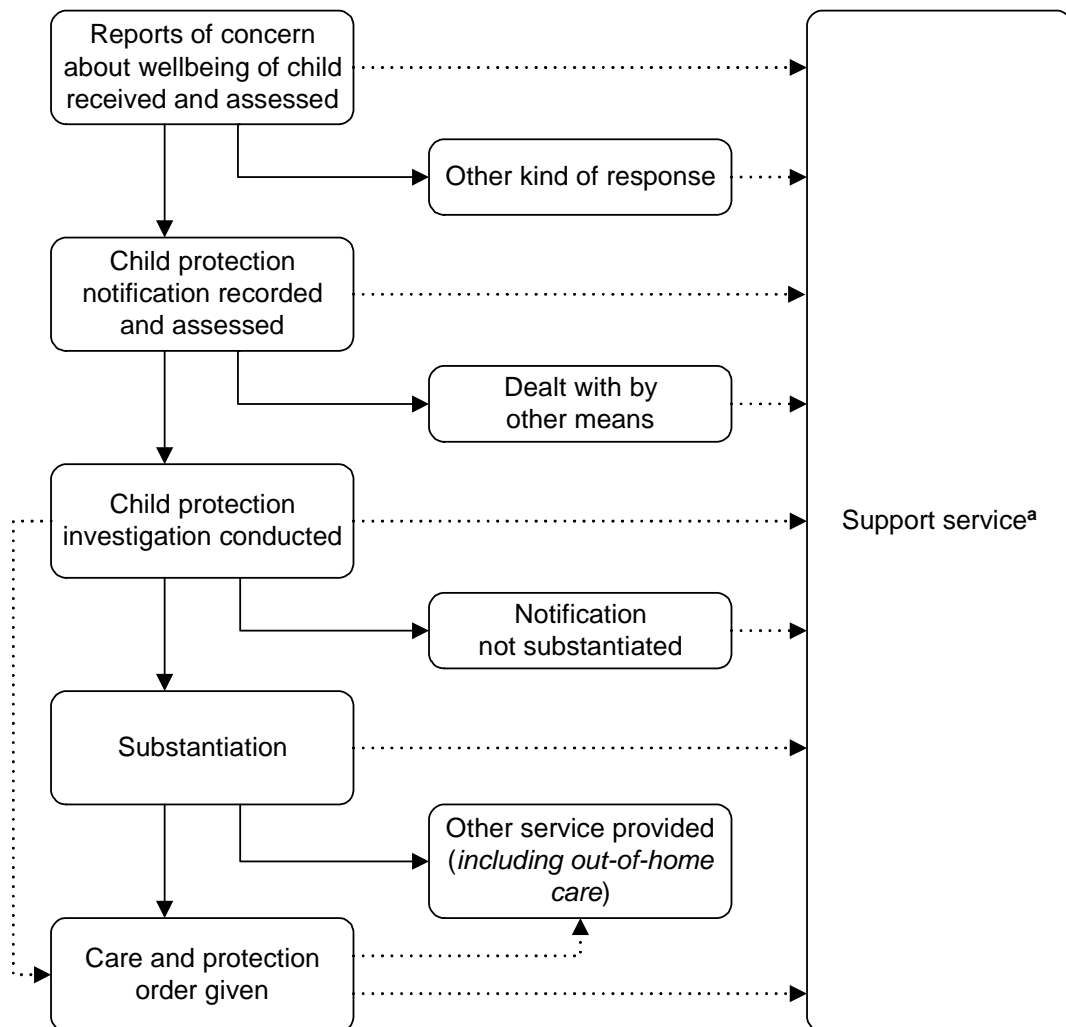 Reports of concern
about wellbeing of child
received and assessed
Other kind of response
Child protection
notification recorded
and assessed
Dealt with by
other means
Child protection
investigation conducted
Support serviceᵃ
Notification
not substantiated
Substantiation
Other service provided
(including out-of-home
care)
Care and protection
order given